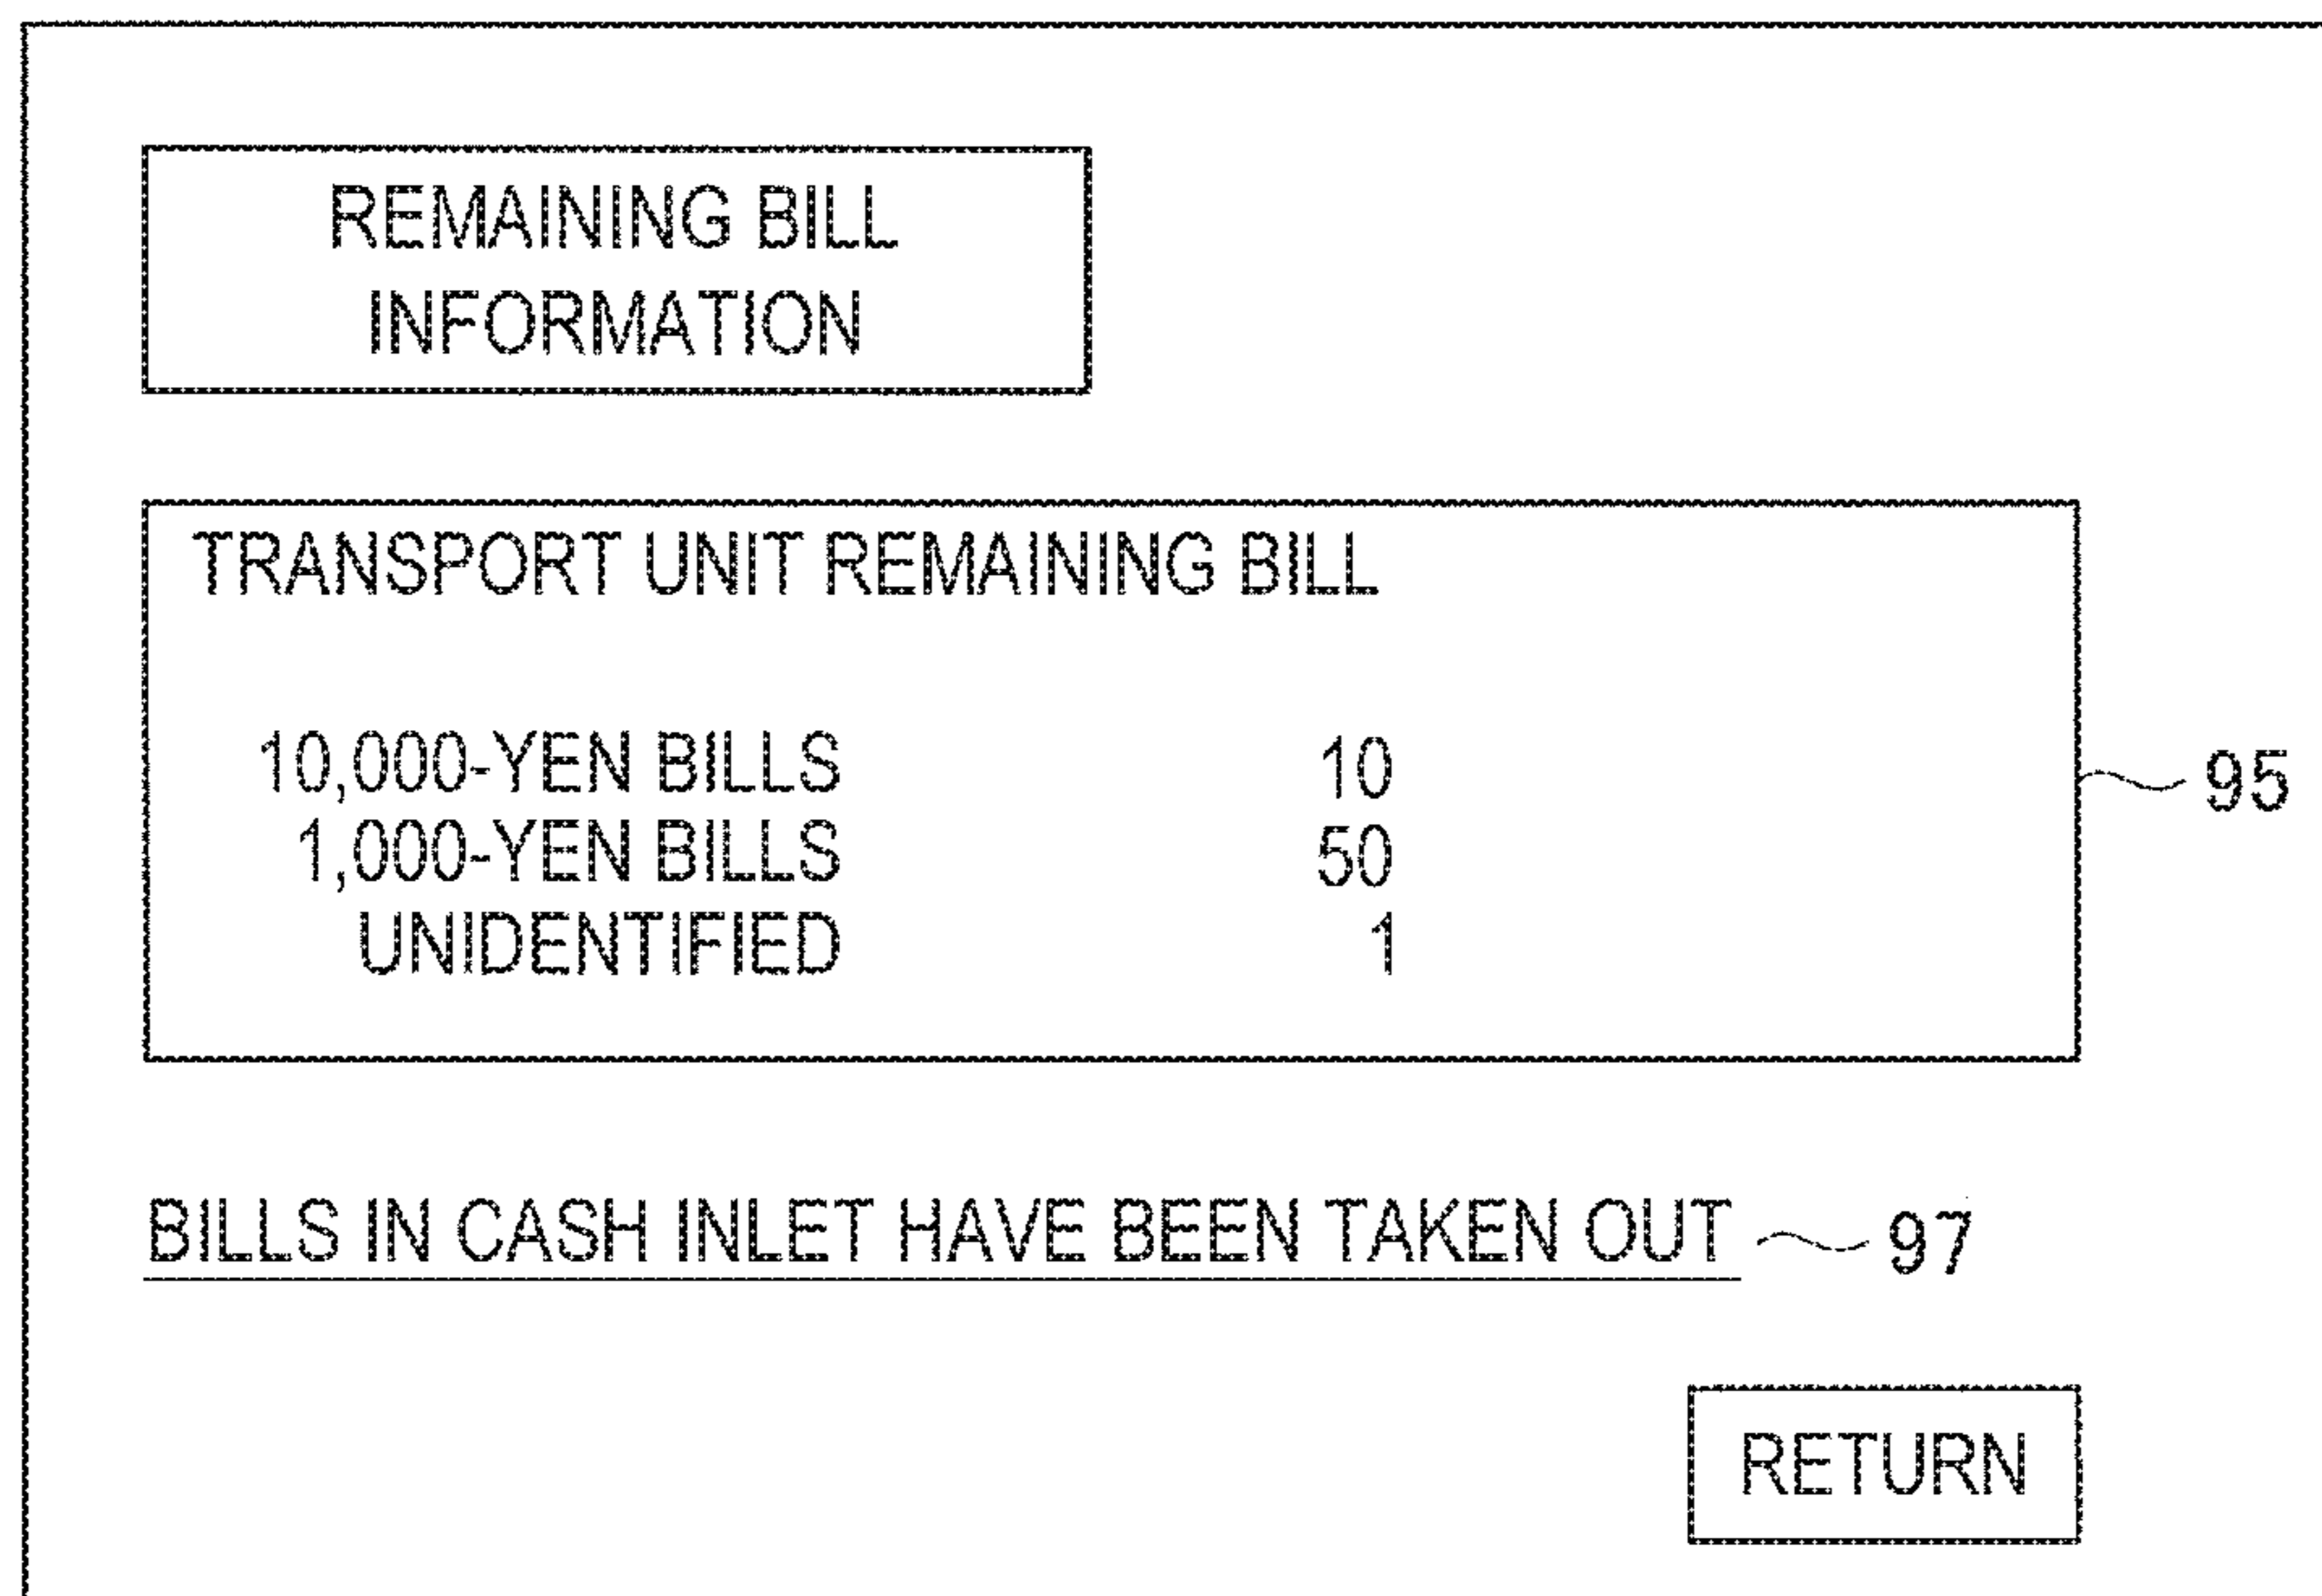 REMAINING BILL
INFORMATION
TRANSPORT UNIT REMAINING BILL
10,000-YEN BILLS 10
1,000-YEN BILLS 50
UNIDENTIFIED 1
95
BILLS IN CASH INLET HAVE BEEN TAKEN OUT 97
RETURN